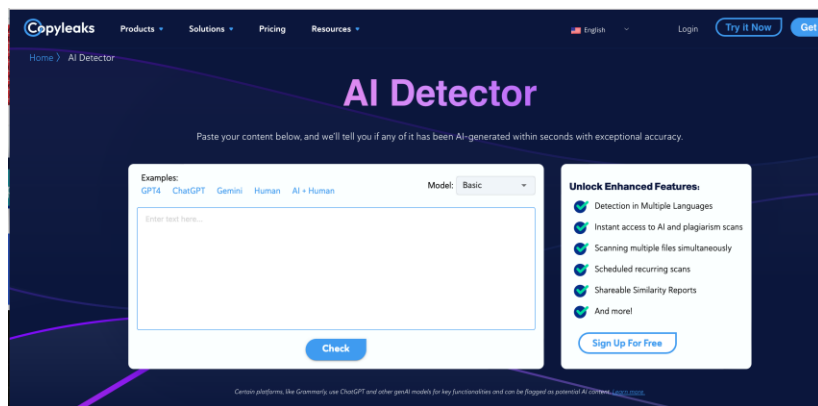 Copyleaks Products Solutions Pricing Resources English Login Try it Now Get
Home > AI Detector
AI Detector
Paste your content below, and we'll tell you if any of it has been AI-generated within seconds with exceptional accuracy.
Examples:
GPT4 ChatGPT Gemini Human AI + Human
Model: Basic
Enter text here...
Check
Unlock Enhanced Features:
Detection in Multiple Languages
Instant access to AI and plagiarism scans
Scanning multiple files simultaneously
Scheduled recurring scans
Shareable Similarity Reports
And more!
Sign Up For Free
Certain platforms, like Grammarly, use ChatGPT and other genAI models for key functionalities and can be flagged as potential AI content. Learn more.